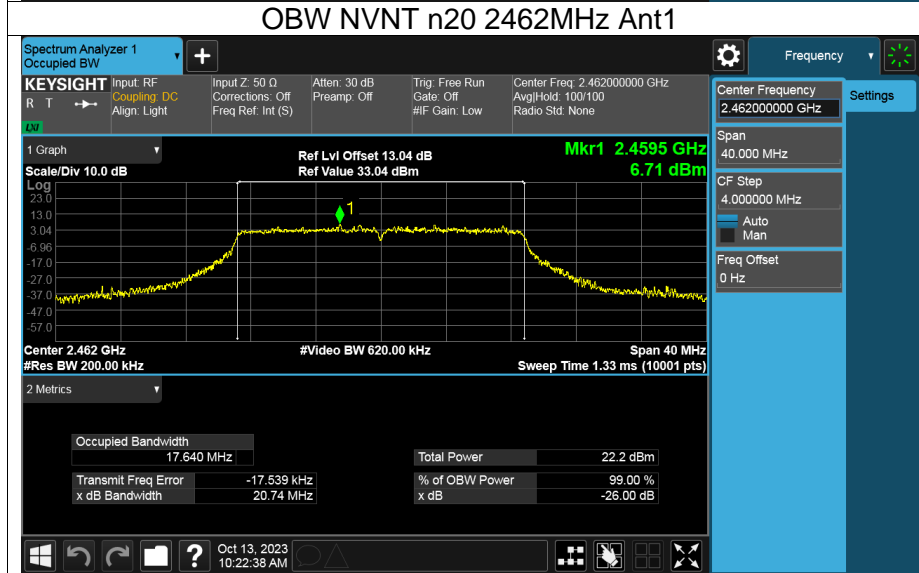 OBW NVNT n20 2462MHz Ant1
Spectrum Analyzer 1
Occupied BW
+
Frequency
KEYSIGHT
R T
LXI
Input: RF
Coupling: DC
Align: Light
Input Z: 50 Ω
Corrections: Off
Freq Ref: Int (S)
Atten: 30 dB
Preamp: Off
Trig: Free Run
Gate: Off
#IF Gain: Low
Center Freq: 2.462000000 GHz
Avg|Hold: 100/100
Radio Std: None
Center Frequency
2.462000000 GHz
Settings
Span
40.000 MHz
CF Step
4.000000 MHz
Auto
Man
Freq Offset
0 Hz
1 Graph
Scale/Div 10.0 dB
Ref Lvl Offset 13.04 dB
Ref Value 33.04 dBm
Mkr1 2.4595 GHz
6.71 dBm
Log
23.0
13.0
3.04
-6.96
-17.0
-27.0
-37.0
-47.0
-57.0
1
Center 2.462 GHz
#Res BW 200.00 kHz
#Video BW 620.00 kHz
Span 40 MHz
Sweep Time 1.33 ms (10001 pts)
2 Metrics
Occupied Bandwidth
17.640 MHz
Transmit Freq Error -17.539 kHz
x dB Bandwidth 20.74 MHz
Total Power 22.2 dBm
% of OBW Power 99.00 %
x dB -26.00 dB
?
Oct 13, 2023
10:22:38 AM